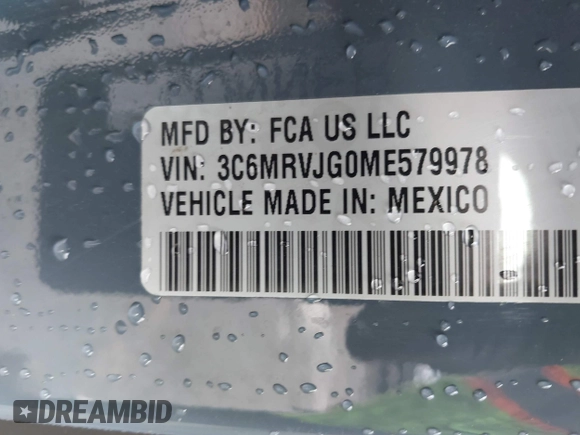 MFD BY: FCA US LLC
VIN: 3C6MRVJG0ME579978
VEHICLE MADE IN: MEXICO
DREAMBID